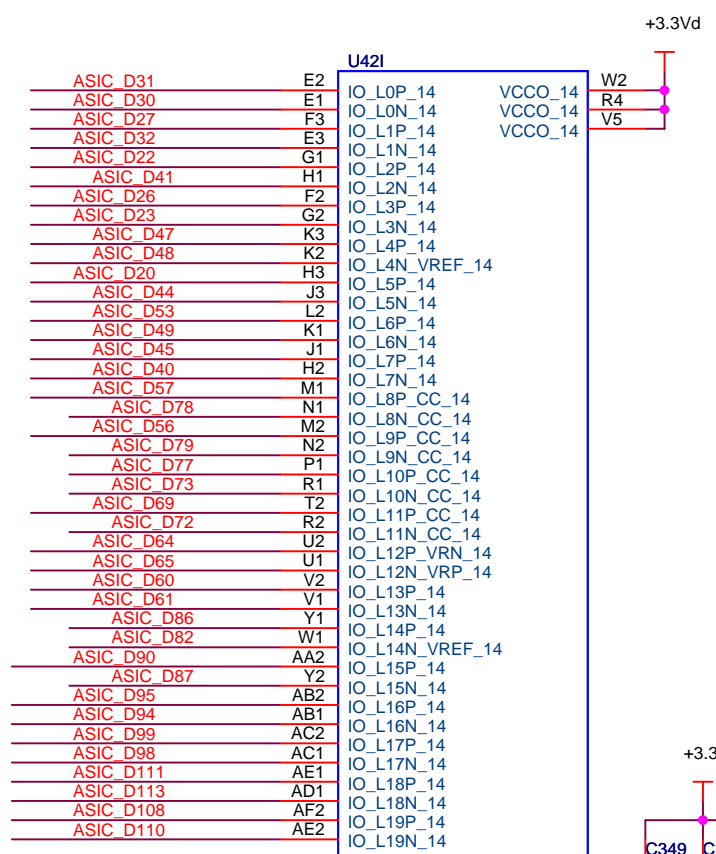 +3.3Vd
U42I
ASIC_D31 E2 IO_L0P_14 VCCO_14 W2
ASIC_D30 E1 IO_L0N_14 VCCO_14 R4
ASIC_D27 F3 IO_L1P_14 VCCO_14 V5
ASIC_D32 E3 IO_L1N_14
ASIC_D22 G1 IO_L2P_14
ASIC_D41 H1 IO_L2N_14
ASIC_D26 F2 IO_L3P_14
ASIC_D23 G2 IO_L3N_14
ASIC_D47 K3 IO_L4P_14
ASIC_D48 K2 IO_L4N_VREF_14
ASIC_D20 H3 IO_L5P_14
ASIC_D44 J3 IO_L5N_14
ASIC_D53 L2 IO_L6P_14
ASIC_D49 K1 IO_L6N_14
ASIC_D45 J1 IO_L7P_14
ASIC_D40 H2 IO_L7N_14
ASIC_D57 M1 IO_L8P_CC_14
ASIC_D78 N1 IO_L8N_CC_14
ASIC_D56 M2 IO_L9P_CC_14
ASIC_D79 N2 IO_L9N_CC_14
ASIC_D77 P1 IO_L10P_CC_14
ASIC_D73 R1 IO_L10N_CC_14
ASIC_D69 T2 IO_L11P_CC_14
ASIC_D72 R2 IO_L11N_CC_14
ASIC_D64 U2 IO_L12P_VRN_14
ASIC_D65 U1 IO_L12N_VRP_14
ASIC_D60 V2 IO_L13P_14
ASIC_D61 V1 IO_L13N_14
ASIC_D86 Y1 IO_L14P_14
ASIC_D82 W1 IO_L14N_VREF_14
ASIC_D90 AA2 IO_L15P_14
ASIC_D87 Y2 IO_L15N_14
ASIC_D95 AB2 IO_L16P_14
ASIC_D94 AB1 IO_L16N_14
ASIC_D99 AC2 IO_L17P_14
ASIC_D98 AC1 IO_L17N_14
ASIC_D111 AE1 IO_L18P_14
ASIC_D113 AD1 IO_L18N_14
ASIC_D108 AF2 IO_L19P_14
ASIC_D110 AE2 IO_L19N_14
+3.3
C349 C